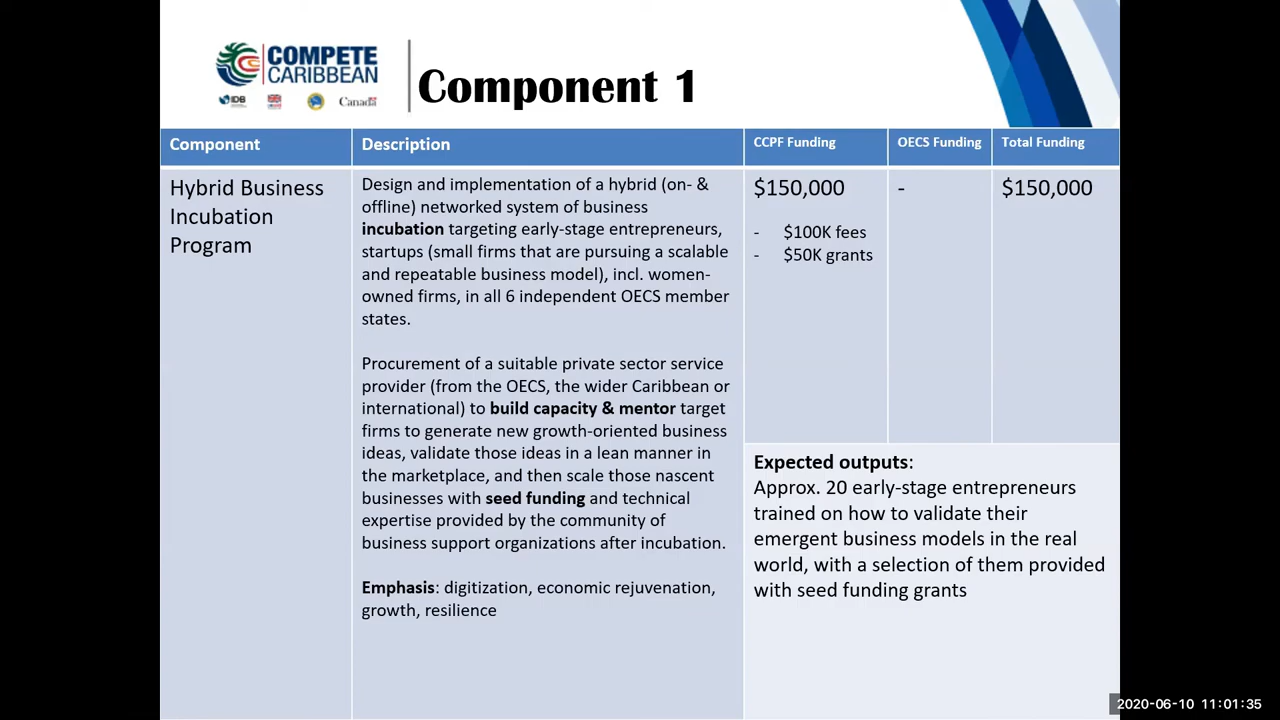 COMPETE
CARIBBEAN
IDB
Canada
Component 1
Component
Description
CCPF Funding
OECS Funding
Total Funding
Hybrid Business
Incubation
Program
Design and implementation of a hybrid (on- &
offline) networked system of business
incubation targeting early-stage entrepreneurs,
startups (small firms that are pursuing a scalable
and repeatable business model), incl. women-
owned firms, in all 6 independent OECS member
states.
Procurement of a suitable private sector service
provider (from the OECS, the wider Caribbean or
international) to build capacity & mentor target
firms to generate new growth-oriented business
ideas, validate those ideas in a lean manner in
the marketplace, and then scale those nascent
businesses with seed funding and technical
expertise provided by the community of
business support organizations after incubation.
Emphasis: digitization, economic rejuvenation,
growth, resilience
$150,000
- $100K fees
- $50K grants
-
$150,000
Expected outputs:
Approx. 20 early-stage entrepreneurs
trained on how to validate their
emergent business models in the real
world, with a selection of them provided
with seed funding grants
2020-06-10 11:01:35